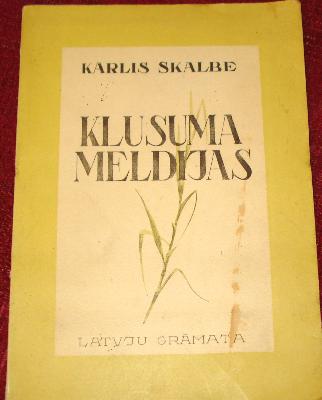 KARLIS SKALBE
KLUSUMA
MELDIJAS
LATVJU GRĀMATA